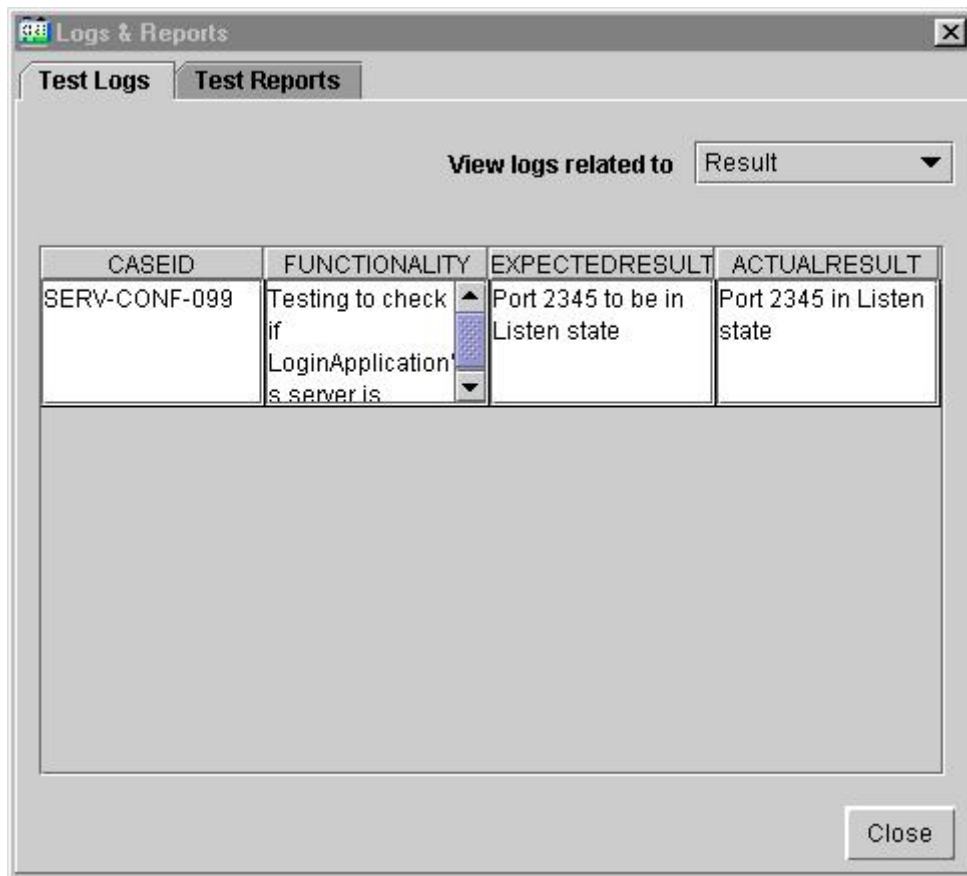 Logs & Reports
Test Logs Test Reports
View logs related to Result
CASEID FUNCTIONALITY EXPECTEDRESULT ACTUALRESULT
SERV-CONF-099 Testing to check Port 2345 to be in Port 2345 in Listen
if Listen state state
LoginApplication'
s server is
Close